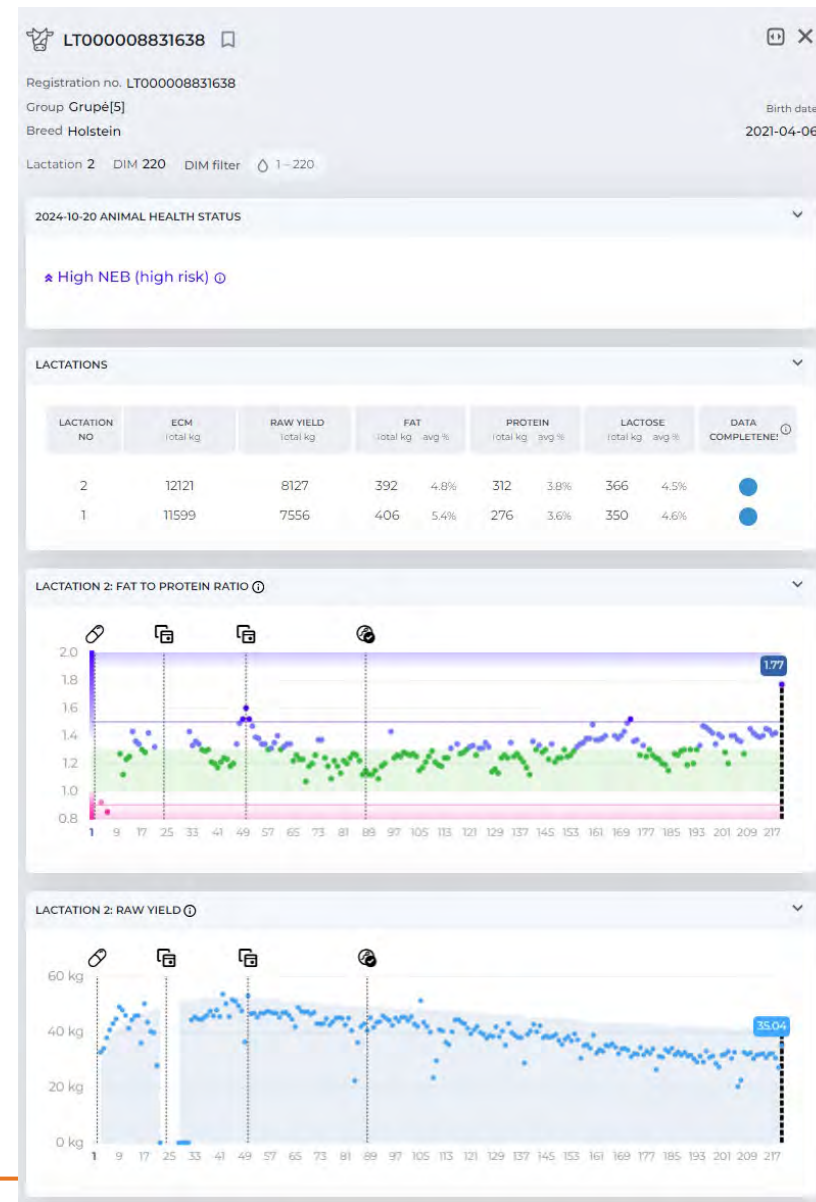 LT000008831638
Registration no. LT000008831638
Group Grupė[5]
Birth date
Breed Holstein
2021-04-06
Lactation 2 DIM 220 DIM filter 1 – 220
2024-10-20 ANIMAL HEALTH STATUS
High NEB (high risk)
LACTATIONS
LACTATION NO ECM Total kg RAW YIELD Total kg FAT Total kg avg % PROTEIN Total kg avg % LACTOSE Total kg avg % DATA COMPLETENE
2 12121 8127 392 4.8% 312 3.8% 366 4.5%
1 11599 7556 406 5.4% 276 3.6% 350 4.6%
LACTATION 2: FAT TO PROTEIN RATIO
2.0
1.77
1.8
1.6
1.4
1.2
1.0
0.8
1 9 17 25 33 41 49 57 65 73 81 89 97 105 113 121 129 137 145 153 161 169 177 185 193 201 209 217
LACTATION 2: RAW YIELD
60 kg
40 kg
35.04
20 kg
0 kg
1 9 17 25 33 41 49 57 65 73 81 89 97 105 113 121 129 137 145 153 161 169 177 185 193 201 209 217